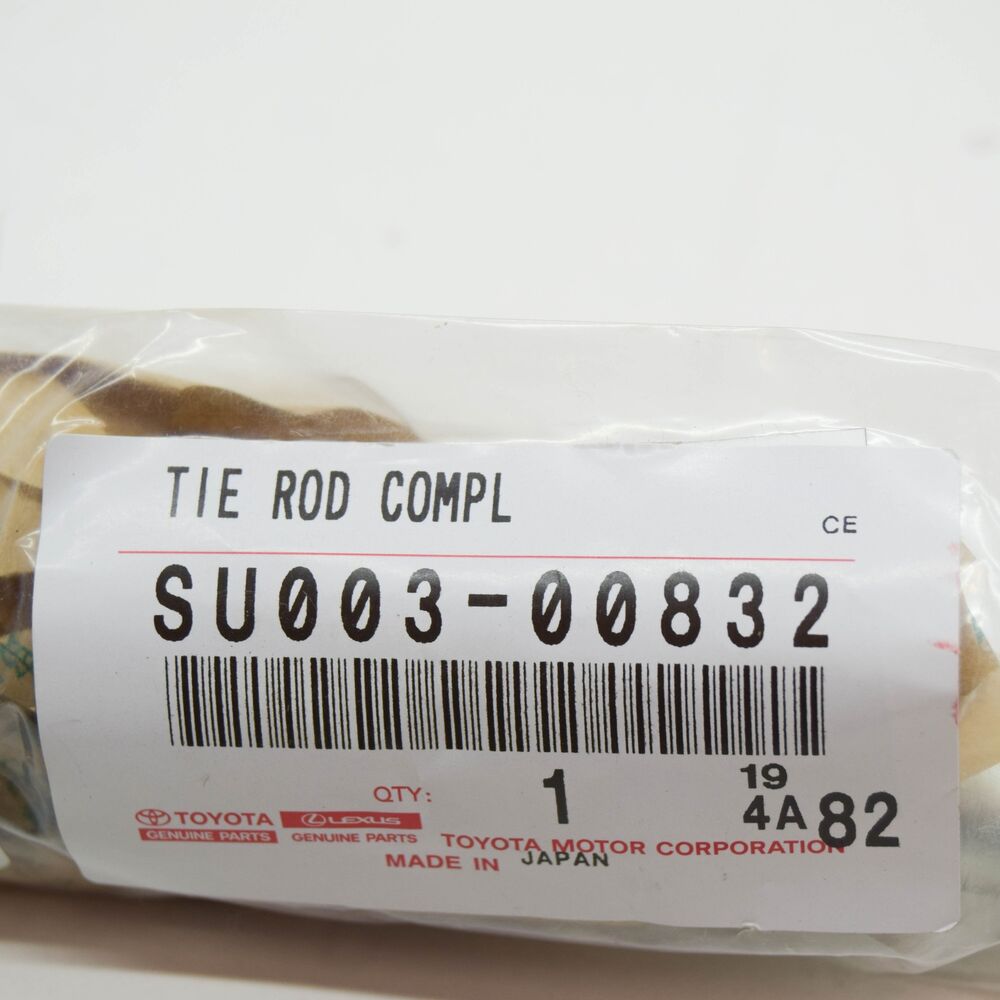 TIE ROD COMPL
CE
SU003-00832
QTY: 1
19
4A 82
TOYOTA LEXUS
GENUINE PARTS GENUINE PARTS
TOYOTA MOTOR CORPORATION
MADE IN JAPAN